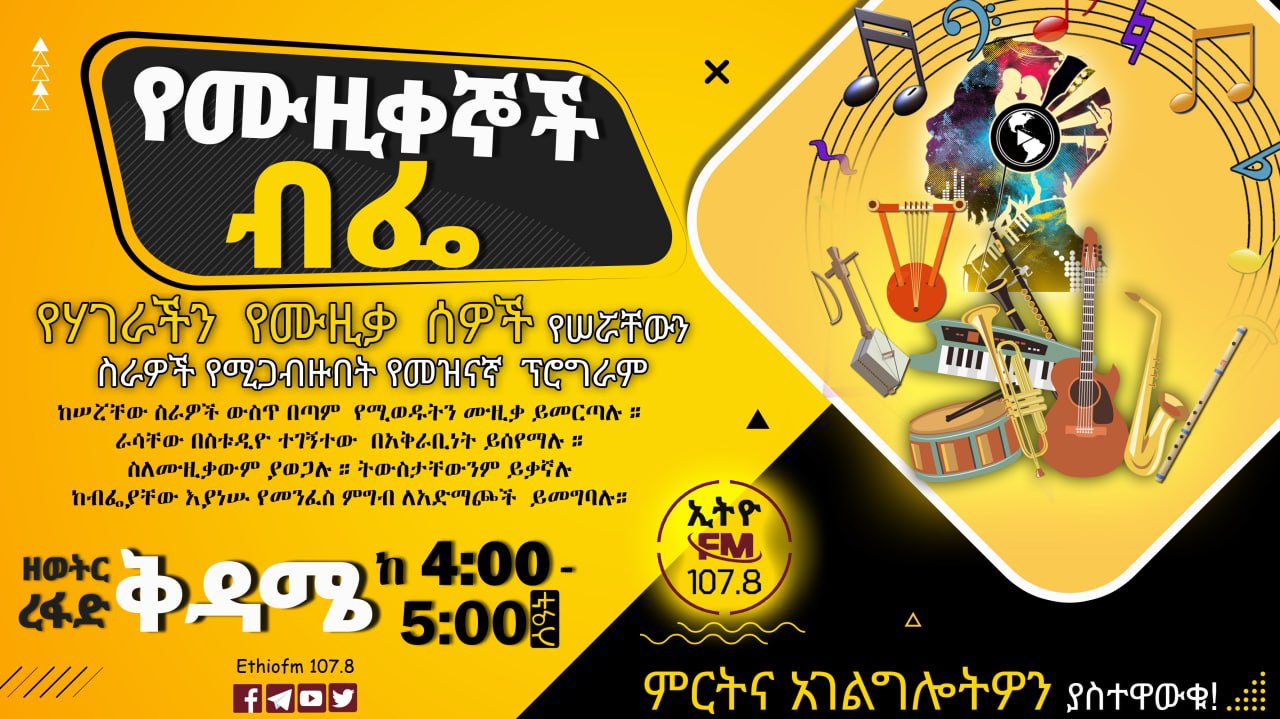 የሙዚቀኞች
ብፌ
የሃገራችን የሙዚቃ ሰዎች የሠሯቸውን
ስራዎች የሚጋብዙበት የመዝናኛ ፕሮግራም
ከሠሯቸው ስራዎች ውስጥ በጣም የሚወዱትን ሙዚቃ ይመርጣሉ ።
ራሳቸው በስቱዲዮ ተገኝተው በአቅራቢነት ይሰየማሉ ።
ስለሙዚቃውም ያወጋሉ ። ትውስታቸውንም ይቃኛሉ
ከብፌያቸው እያነሡ የመንፈስ ምግብ ለአድማጮች ይመግባሉ።
ዘወትር
ረፋድ
ቅዳሜ
ከ 4:00 -
5:00 ሰዓት
Ethiofm 107.8
ኢትዮ
FM
107.8
ምርትና አገልግሎትዎን ያስተዋውቁ!